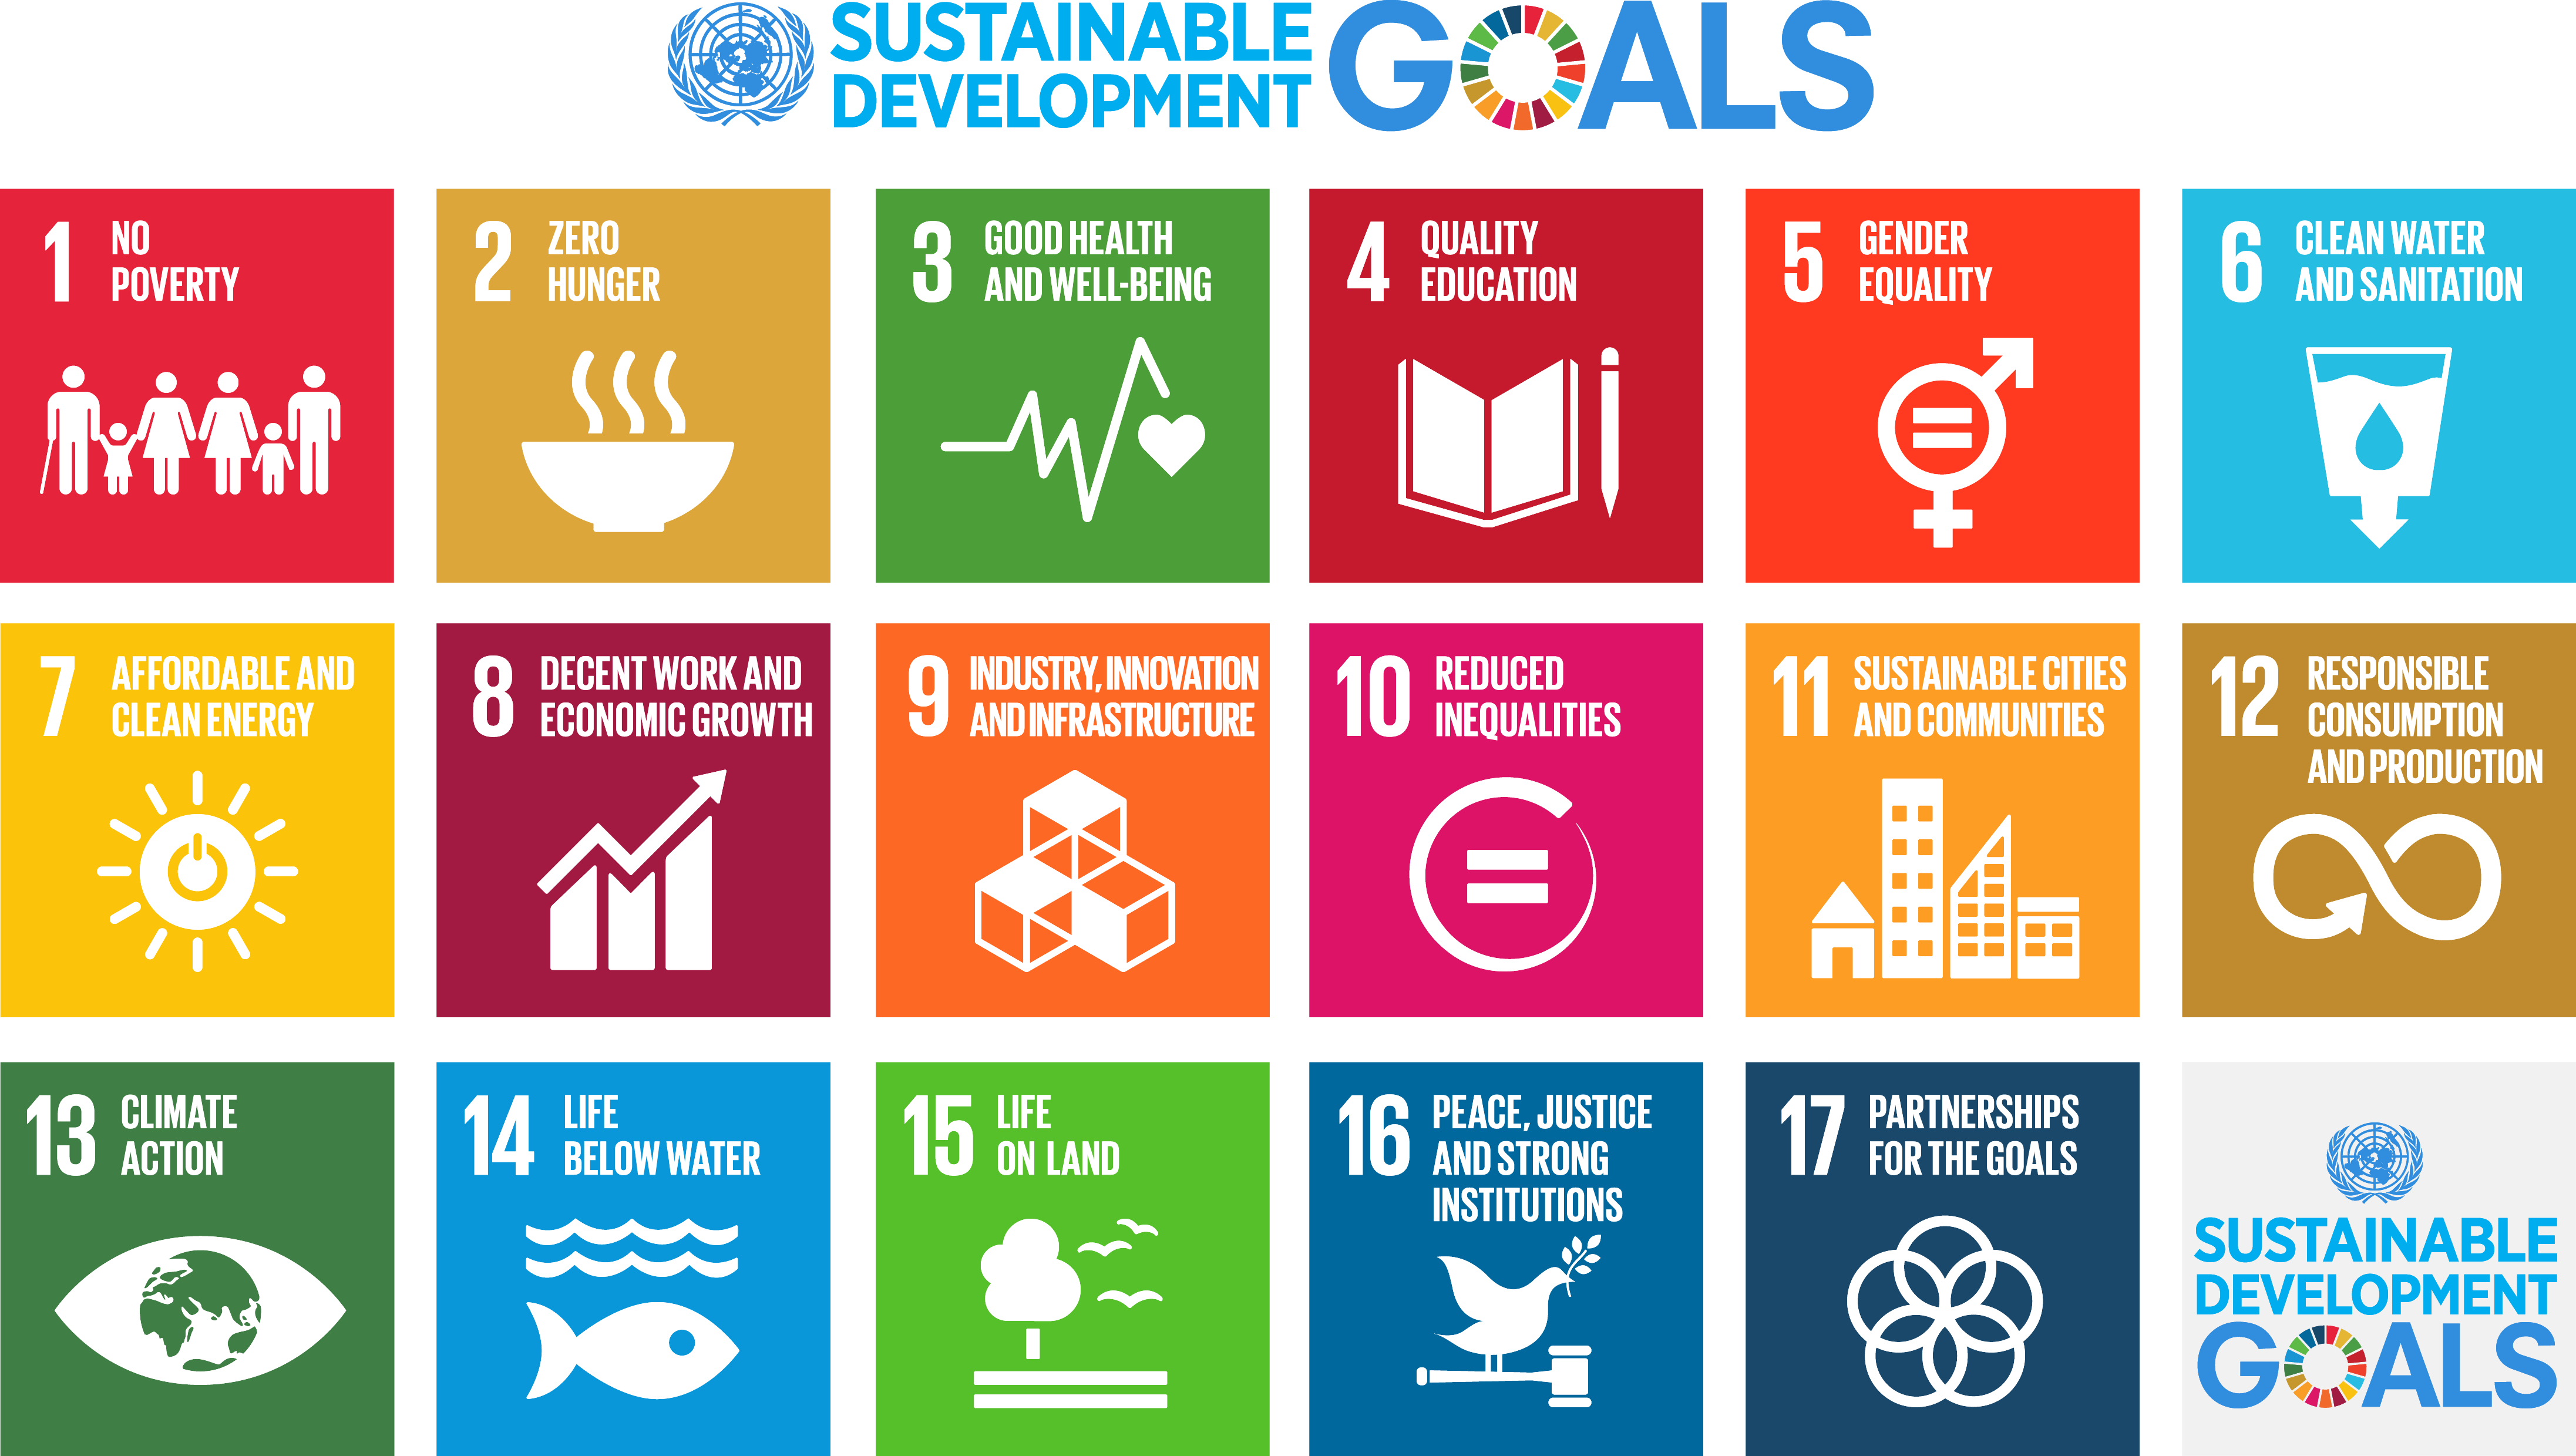 SUSTAINABLE
DEVELOPMENT
GOALS
1 NO
POVERTY
2 ZERO
HUNGER
3 GOOD HEALTH
AND WELL-BEING
4 QUALITY
EDUCATION
5 GENDER
EQUALITY
6 CLEAN WATER
AND SANITATION
7 AFFORDABLE AND
CLEAN ENERGY
8 DECENT WORK AND
ECONOMIC GROWTH
9 INDUSTRY, INNOVATION
AND INFRASTRUCTURE
10 REDUCED
INEQUALITIES
11 SUSTAINABLE CITIES
AND COMMUNITIES
12 RESPONSIBLE
CONSUMPTION
AND PRODUCTION
13 CLIMATE
ACTION
14 LIFE
BELOW WATER
15 LIFE
ON LAND
16 PEACE, JUSTICE
AND STRONG
INSTITUTIONS
17 PARTNERSHIPS
FOR THE GOALS
SUSTAINABLE
DEVELOPMENT
GOALS